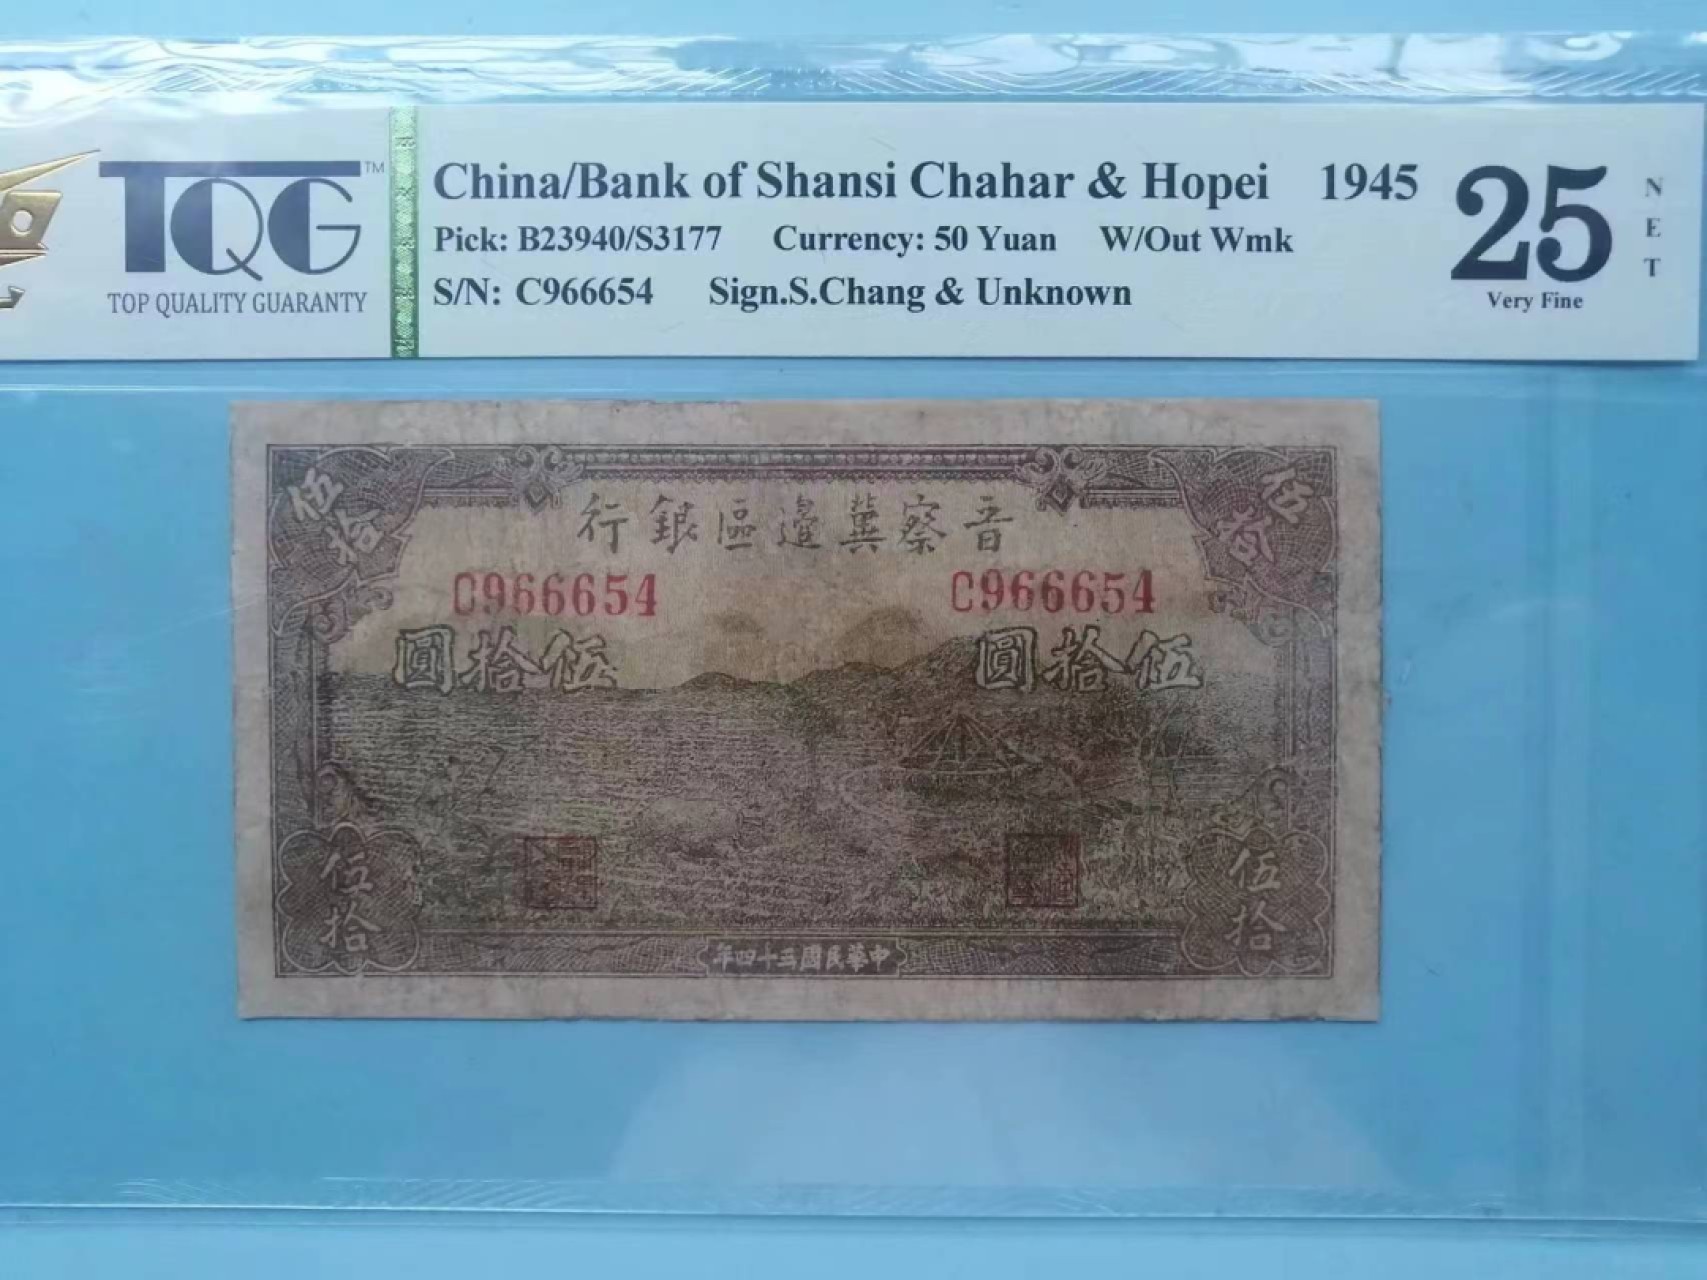 TQG™
TOP QUALITY GUARANTY
China/Bank of Shansi Chahar & Hopei 1945
Pick: B23940/S3177 Currency: 50 Yuan W/Out Wmk
S/N: C966654 Sign.S.Chang & Unknown
25
Very Fine
NET
伍拾
行銀區邊冀察晉
伍拾
C966654 C966654
圓拾伍 圓拾伍
伍拾
伍拾
年四十三國民華中